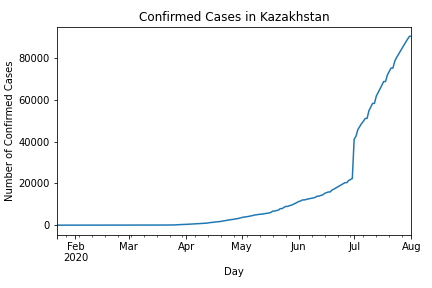 Confirmed Cases in Kazakhstan
Number of Confirmed Cases
80000
60000
40000
20000
0
Feb Mar Apr May Jun Jul Aug
2020
Day